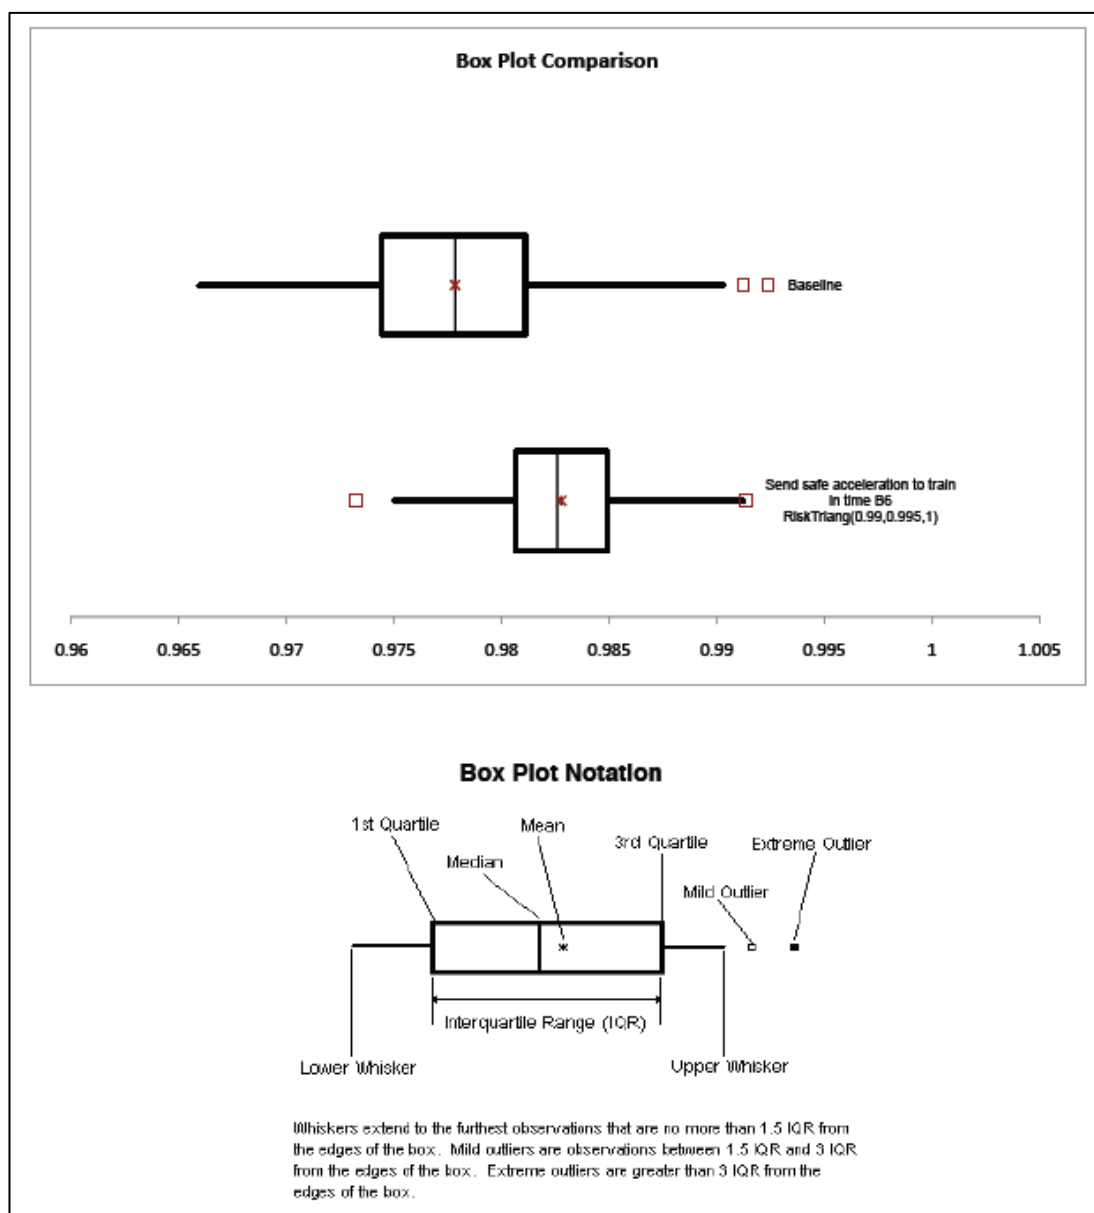 Box Plot Comparison
Baseline
Send safe acceleration to train
in time B6
RiskTriang(0.99,0.995,1)
0.96 0.965 0.97 0.975 0.98 0.985 0.99 0.995 1 1.005
Box Plot Notation
1st Quartile
Mean
3rd Quartile
Extreme Outlier
Median
Mild Outlier
Interquartile Range (IQR)
Lower Whisker
Upper Whisker
Whiskers extend to the furthest observations that are no more than 1.5 IQR from
the edges of the box. Mild outliers are observations between 1.5 IQR and 3 IQR
from the edges of the box. Extreme outliers are greater than 3 IQR from the
edges of the box.